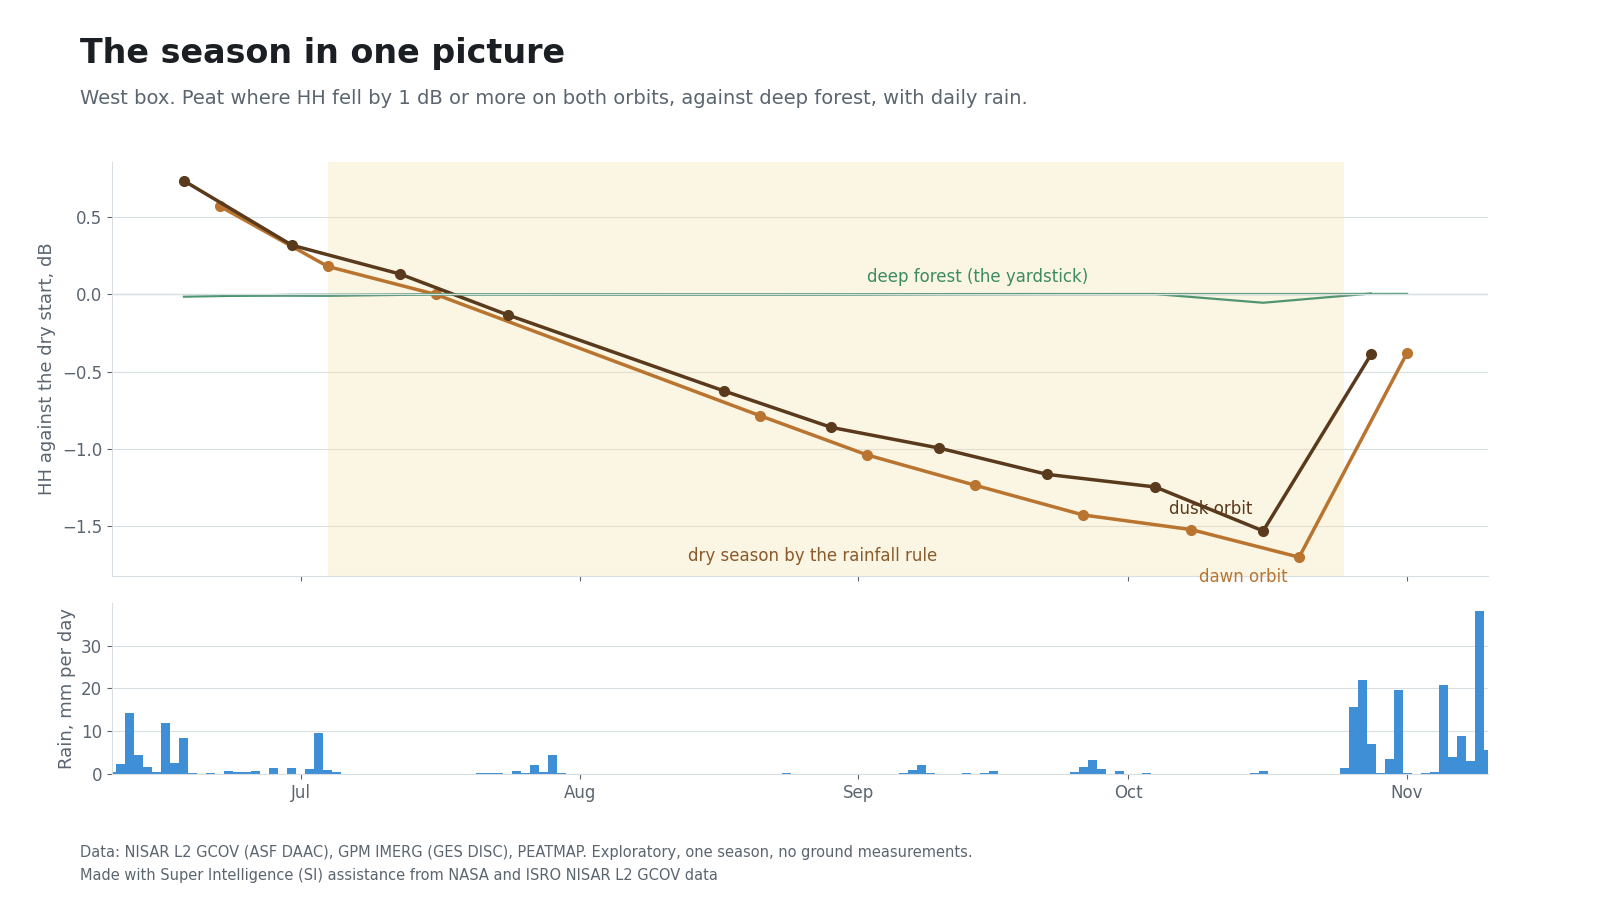 The season in one picture
West box. Peat where HH fell by 1 dB or more on both orbits, against deep forest, with daily rain.
HH against the dry start, dB
0.5
0.0
−0.5
−1.0
−1.5
deep forest (the yardstick)
dusk orbit
dry season by the rainfall rule
dawn orbit
Rain, mm per day
30
20
10
0
Jul
Aug
Sep
Oct
Nov
Data: NISAR L2 GCOV (ASF DAAC), GPM IMERG (GES DISC), PEATMAP. Exploratory, one season, no ground measurements.
Made with Super Intelligence (SI) assistance from NASA and ISRO NISAR L2 GCOV data